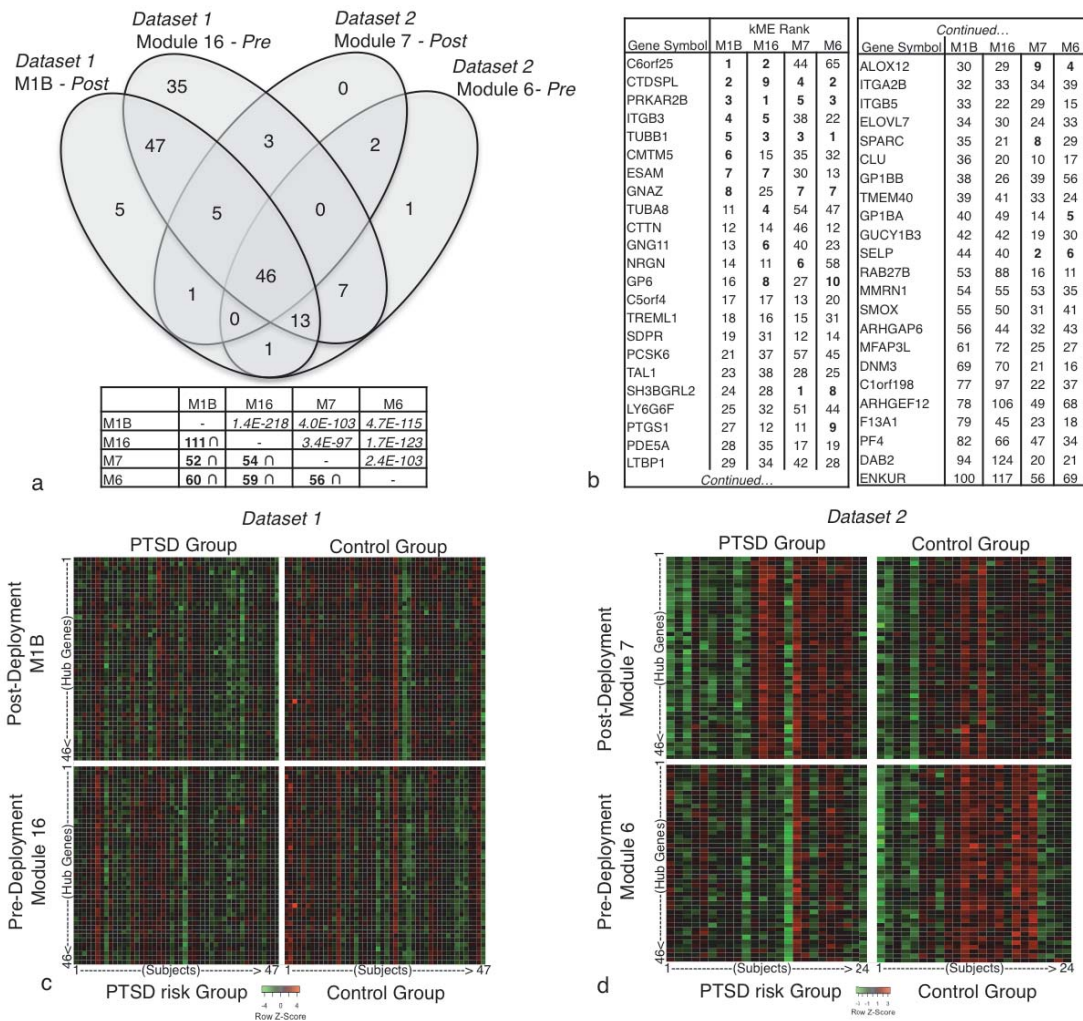 Dataset 1
Module 16 - Pre
Dataset 2
Module 7 - Post
Dataset 1
M1B - Post
Dataset 2
Module 6- Pre
35
0
47
3
2
5
5
0
1
46
1
7
0
13
1
M1B M16 M7 M6
M1B - 1.4E-218 4.0E-103 4.7E-115
M16 111 ∩ - 3.4E-97 1.7E-123
M7 52 ∩ 54 ∩ - 2.4E-103
M6 60 ∩ 59 ∩ 56 ∩ -
a
kME Rank
Gene Symbol M1B M16 M7 M6
C6orf25 1 2 44 65
CTDSPL 2 9 4 2
PRKAR2B 3 1 5 3
ITGB3 4 5 38 22
TUBB1 5 3 3 1
CMTM5 6 15 35 32
ESAM 7 7 30 13
GNAZ 8 25 7 7
TUBA8 11 4 54 47
CTTN 12 14 46 12
GNG11 13 6 40 23
NRGN 14 11 6 58
GP6 16 8 27 10
C5orf4 17 17 13 20
TREML1 18 16 15 31
SDPR 19 31 12 14
PCSK6 21 37 57 45
TAL1 23 38 28 25
SH3BGRL2 24 28 1 8
LY6G6F 25 32 51 44
PTGS1 27 12 11 9
PDE5A 28 35 17 19
LTBP1 29 34 42 28
Continued...
Continued...
Gene Symbol M1B M16 M7 M6
ALOX12 30 29 9 4
ITGA2B 32 33 34 39
ITGB5 33 22 29 15
ELOVL7 34 30 24 33
SPARC 35 21 8 29
CLU 36 20 10 17
GP1BB 38 26 39 56
TMEM40 39 41 33 24
GP1BA 40 49 14 5
GUCY1B3 42 42 19 30
SELP 44 40 2 6
RAB27B 53 88 16 11
MMRN1 54 55 53 35
SMOX 55 50 31 41
ARHGAP6 56 44 32 43
MFAP3L 61 72 25 27
DNM3 69 70 21 16
C1orf198 77 97 22 37
ARHGEF12 78 106 49 68
F13A1 79 45 23 18
PF4 82 66 47 34
DAB2 94 124 20 21
ENKUR 100 117 56 69
b
Dataset 1
PTSD Group Control Group
Post-Deployment
M1B
46<--------(Hub Genes)--------1
Pre-Deployment
Module 16
46<--------(Hub Genes)--------1
1-----------(Subjects)---------> 47
1-----------(Subjects)---------> 47
PTSD risk Group Control Group
-4 0 4
Row Z-Score
c
Dataset 2
PTSD Group Control Group
Post-Deployment
Module 7
46<--------(Hub Genes)--------1
Pre-Deployment
Module 6
46<--------(Hub Genes)--------1
1-----------(Subjects)---------> 24
1-----------(Subjects)---------> 24
PTSD risk Group Control Group
Row Z-Score
d